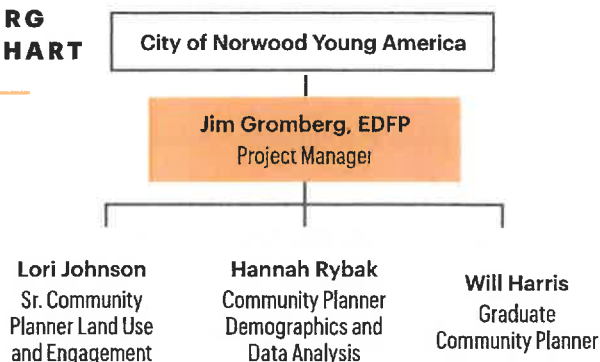 RG
HART
City of Norwood Young America
Jim Gromberg, EDFP
Project Manager
Lori Johnson
Sr. Community
Planner Land Use
and Engagement
Hannah Rybak
Community Planner
Demographics and
Data Analysis
Will Harris
Graduate
Community Planner